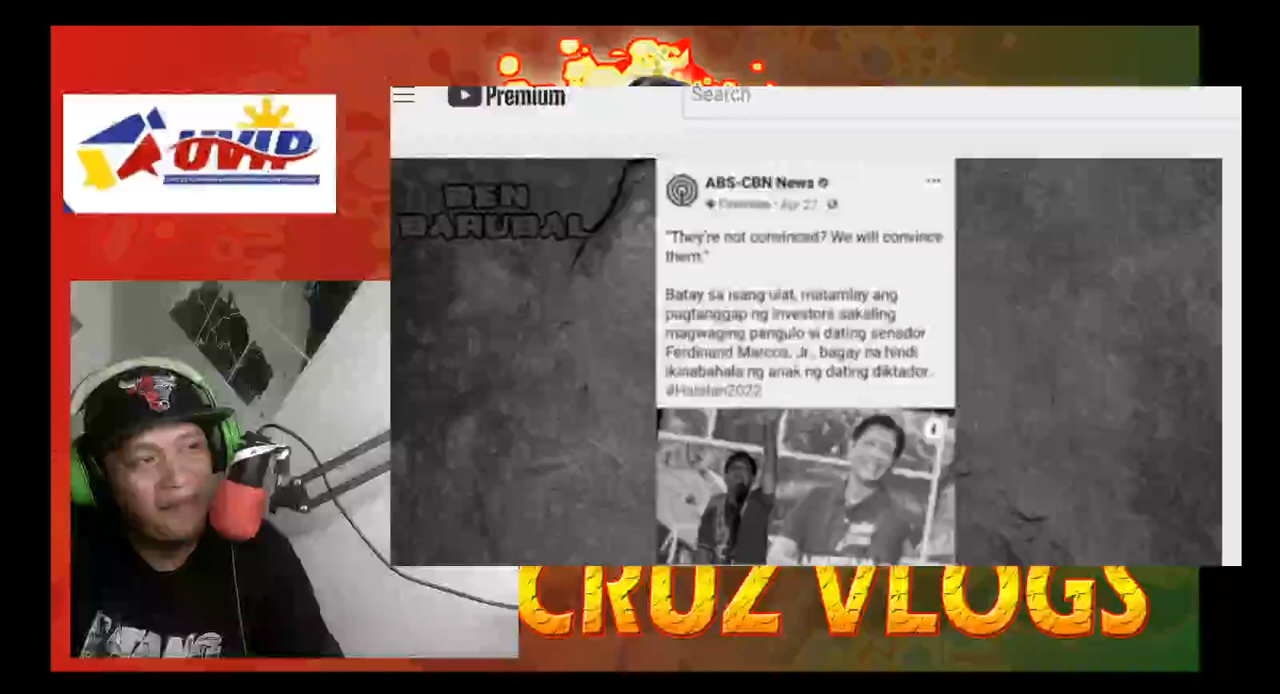 UVIP
Premium
Search
BEN
BARUBAL
ABS-CBN News
Apr 27
"They're not convinced? We will convince
them."
Batay sa isang ulat, matamlay ang
pagtanggap ng investors sakaling
magwaging pangulo si dating senador
Ferdinand Marcos, Jr., bagay na hindi
ikinabahala ng anak ng dating diktador.
#Halalan2022
CRUZ VLOGS